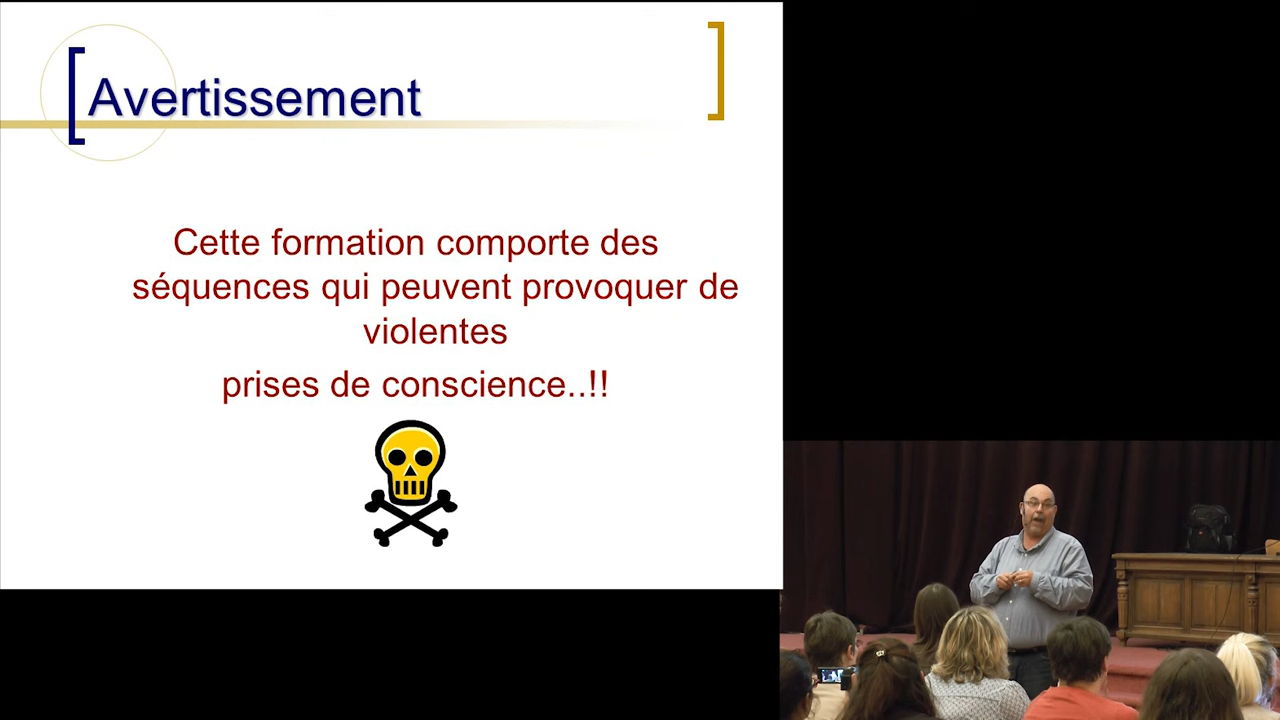 Avertissement
Cette formation comporte des
séquences qui peuvent provoquer de
violentes
prises de conscience..!!